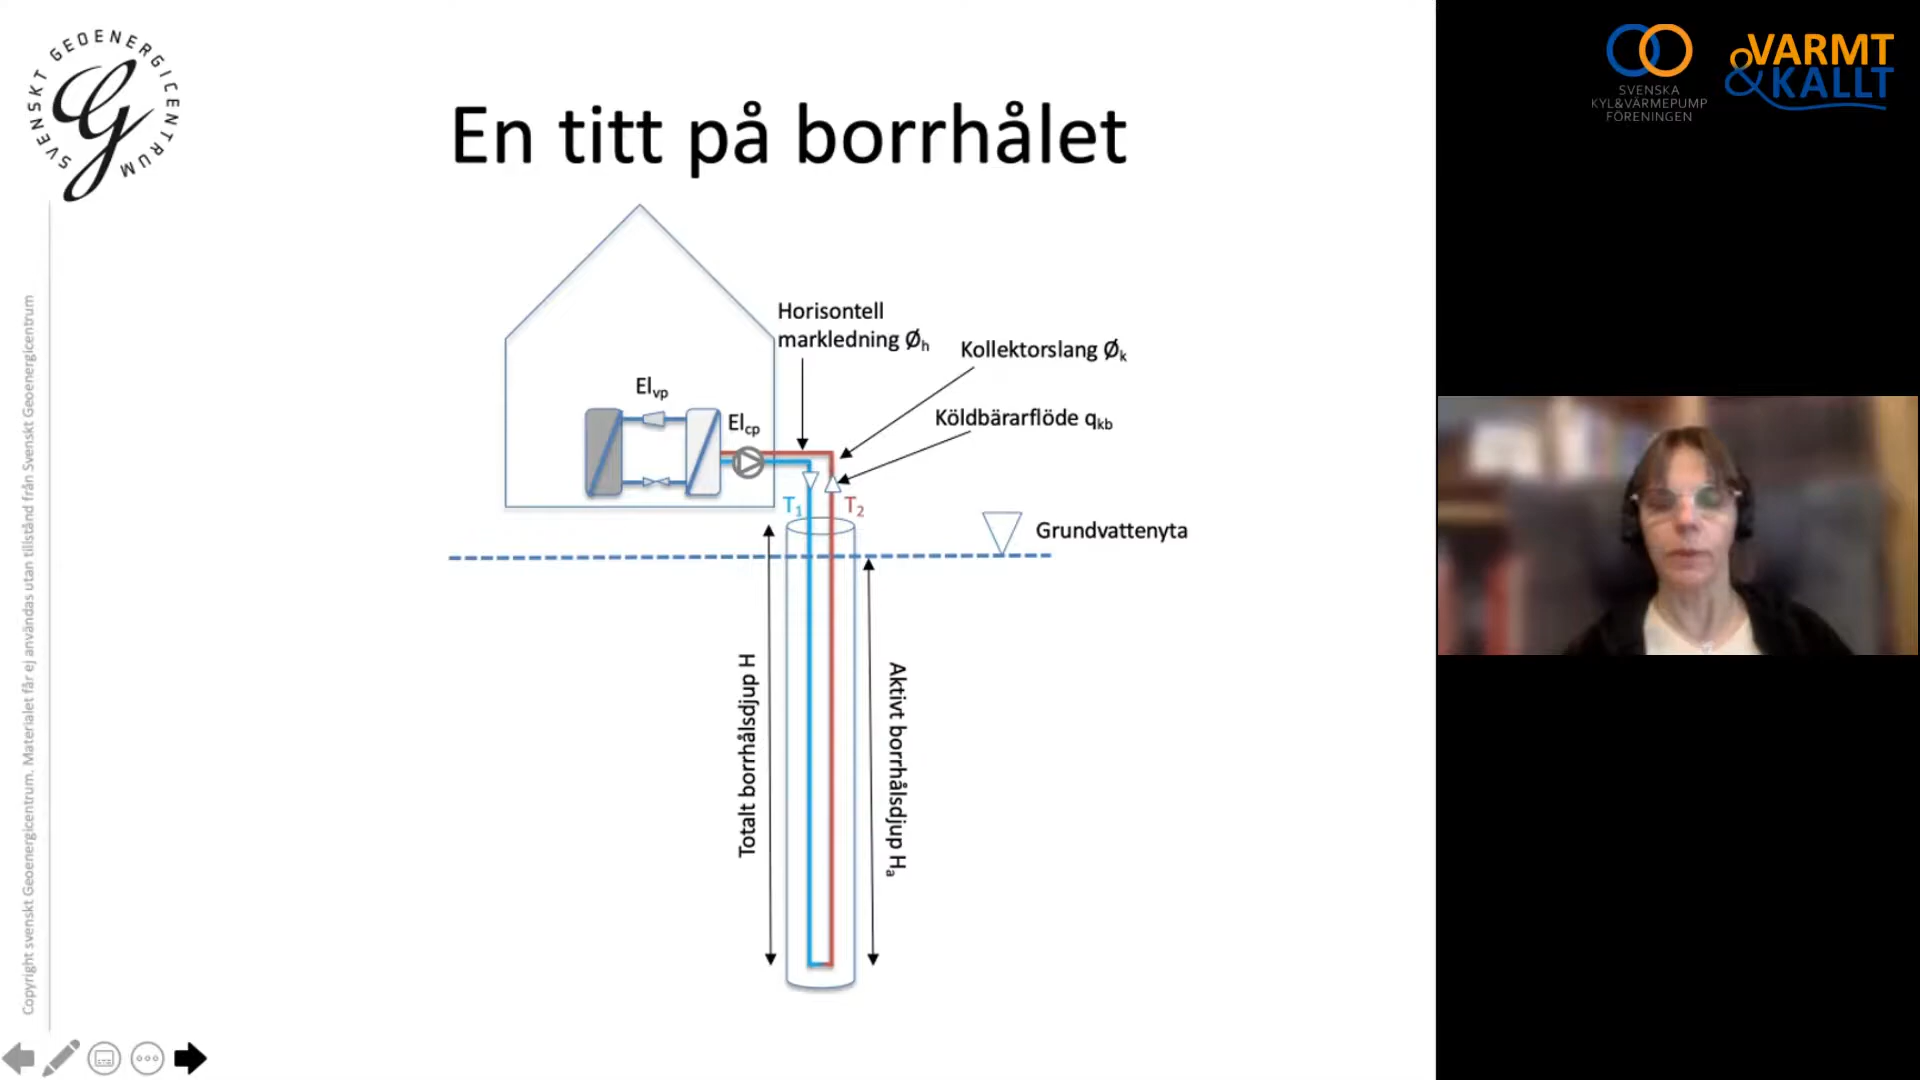 SVENSKT GEOENERGICENTRUM
En titt på borrhålet
SVENSKA
KYL&VÄRMEPUMP
FÖRENINGEN
VARMT
&KALLT
Horisontell
markledning Øh
Kollektorslang Øk
Elvp
Elcp
Köldbärarflöde qkb
T1
T2
Grundvattenyta
Totalt borrhålsdjup H
Aktivt borrhålsdjup Ha
Copyright svenskt Geoenergicentrum. Materialet får ej användas utan tillstånd från Svenskt Geoenergicentrum